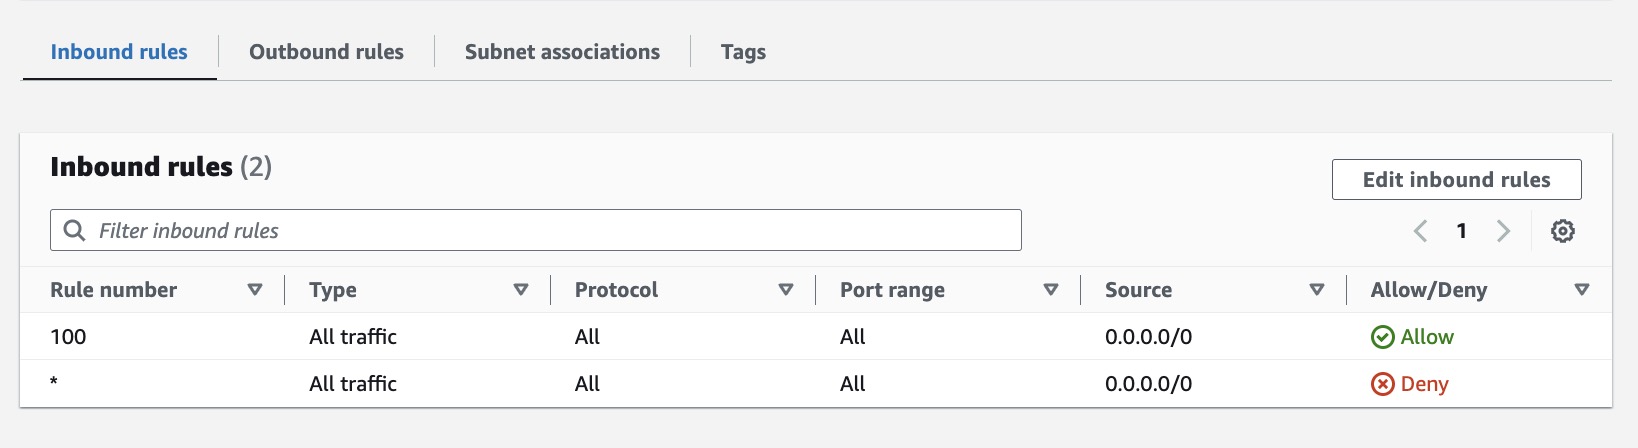 Inbound rules Outbound rules Subnet associations Tags
Inbound rules (2)
Edit inbound rules
Filter inbound rules
1
Rule number Type Protocol Port range Source Allow/Deny
100 All traffic All All 0.0.0.0/0 Allow
* All traffic All All 0.0.0.0/0 Deny